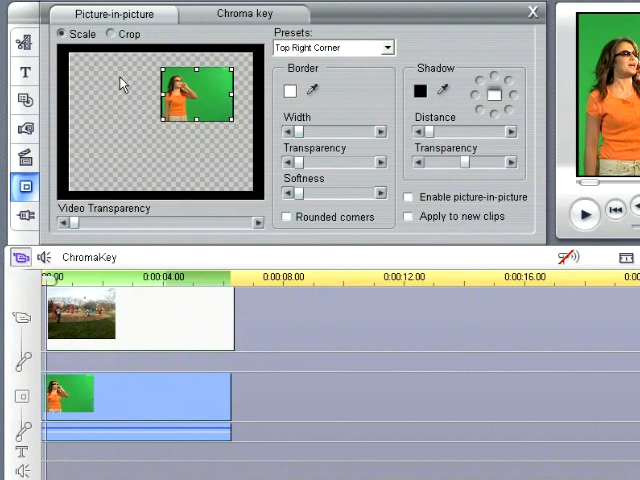 Picture-in-picture
Chroma key
X
Scale
Crop
Presets:
Top Right Corner
Border
Shadow
Width
Distance
Transparency
Transparency
Softness
Enable picture-in-picture
Video Transparency
Rounded corners
Apply to new clips
ChromaKey
0:00:04.00
0:00:08.00
0:00:12.00
0:00:16.00
T
T